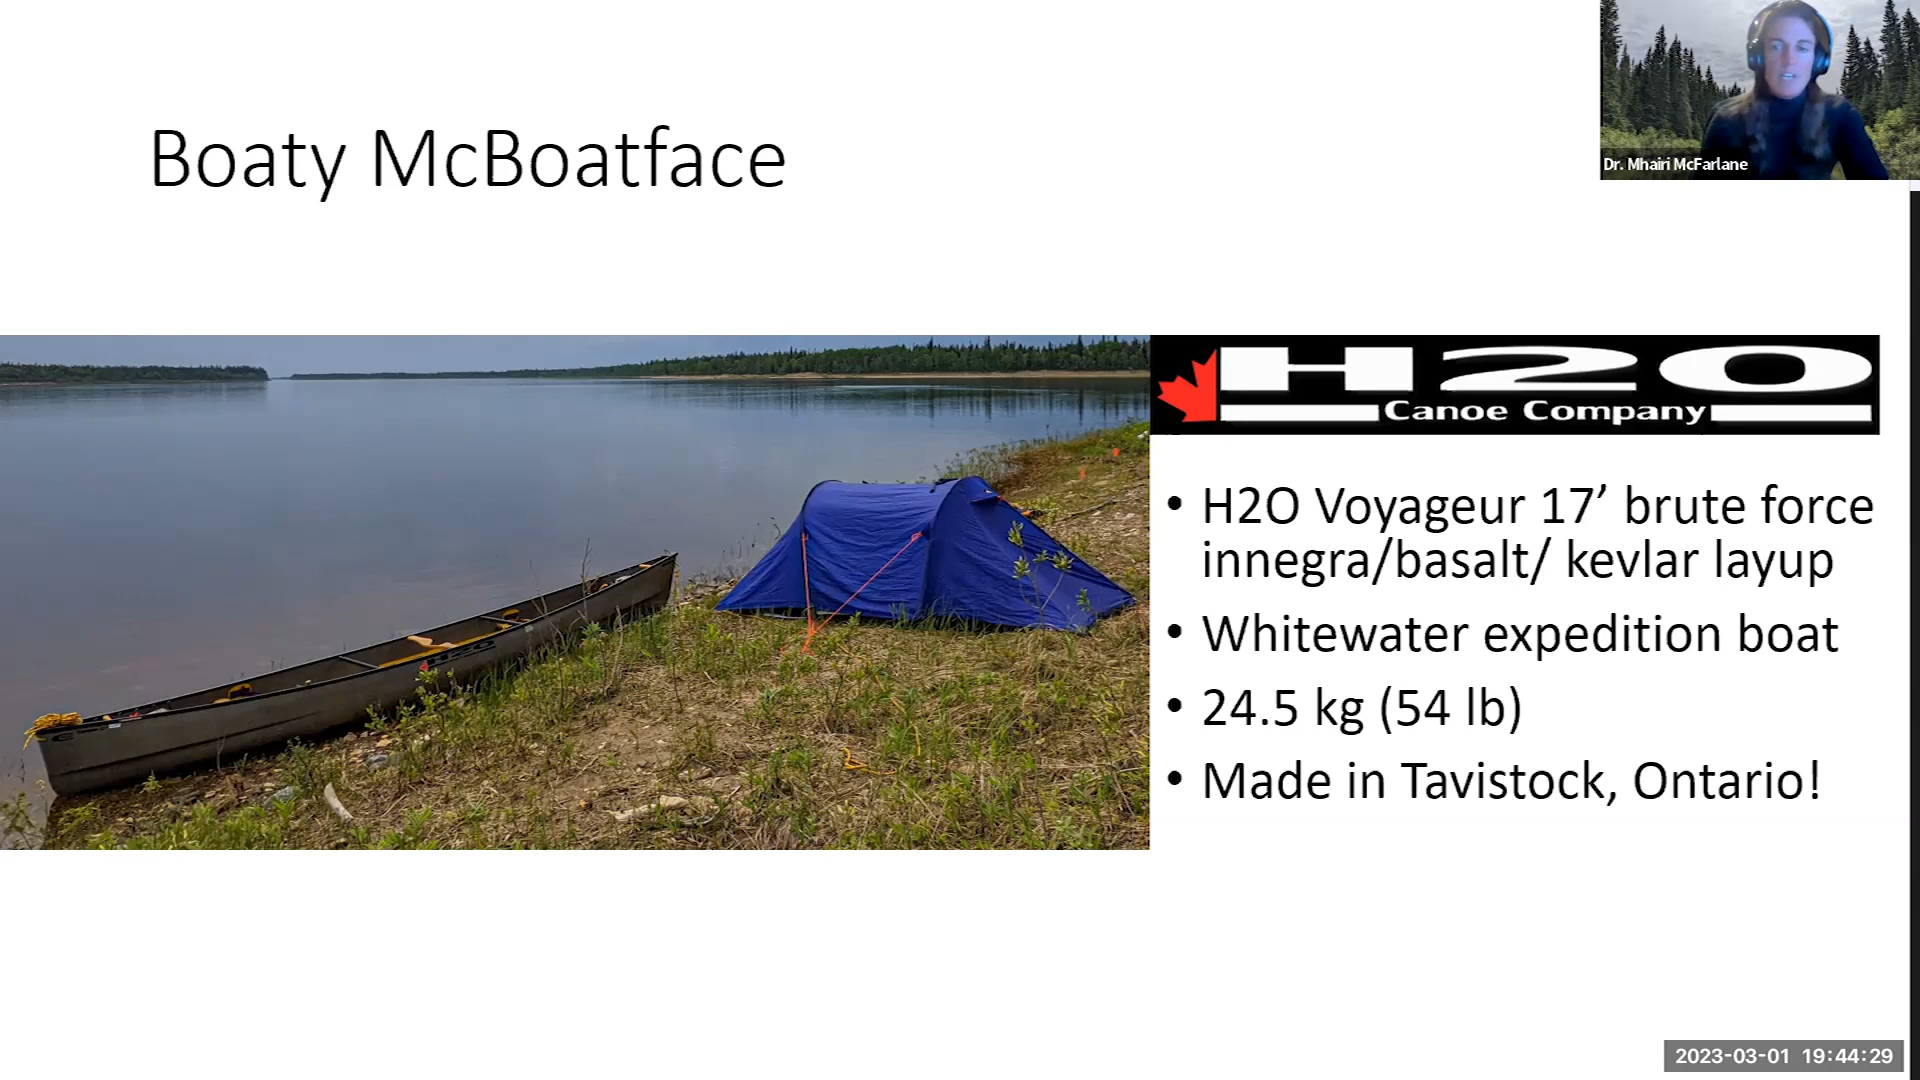 Boaty McBoatface
Dr. Mhairi McFarlane
H2O
Canoe Company
• H2O Voyageur 17’ brute force
innegra/basalt/ kevlar layup
• Whitewater expedition boat
• 24.5 kg (54 lb)
• Made in Tavistock, Ontario!
H2O
2023-03-01 19:44:29